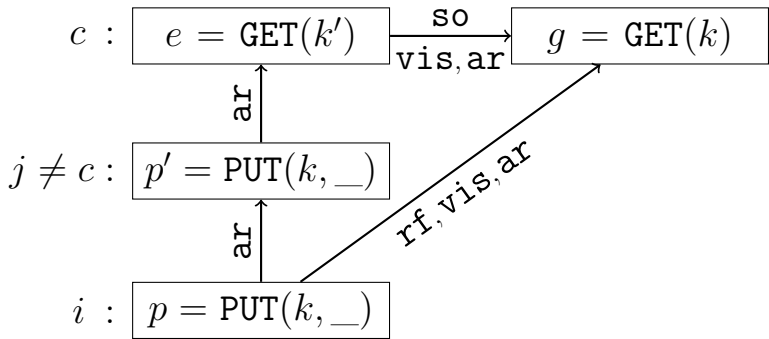 c : e = GET(k′) so g = GET(k)
vis,ar
ar
j ≠ c : p′ = PUT(k, _)
rf,vis,ar
ar
i : p = PUT(k, _)